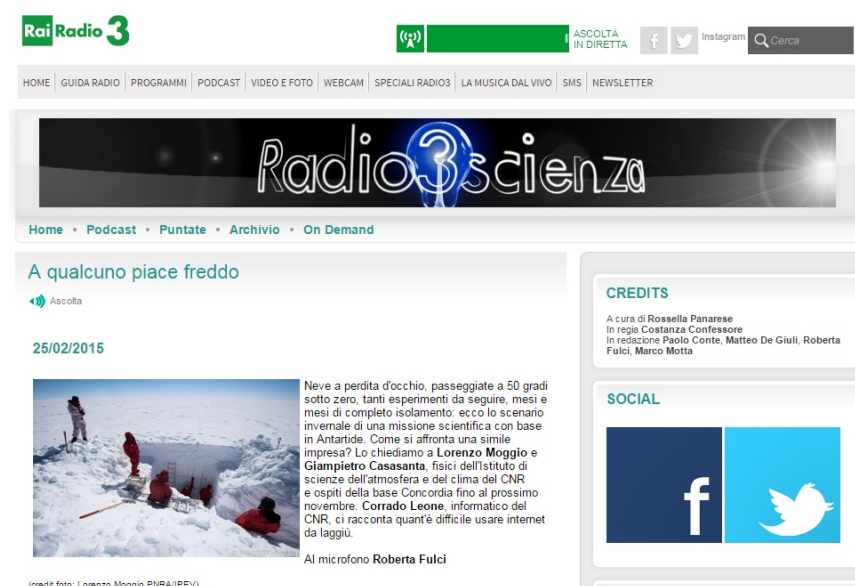 Rai Radio 3
ASCOLTA
IN DIRETTA
f
Instagram
Cerca
HOME GUIDA RADIO PROGRAMMI PODCAST VIDEO E FOTO WEBCAM SPECIALI RADIO3 LA MUSICA DAL VIVO SMS NEWSLETTER
Radio3scienza
Home • Podcast • Puntate • Archivio • On Demand
A qualcuno piace freddo
Ascolta
25/02/2015
Neve a perdita d'occhio, passeggiate a 50 gradi
sotto zero, tanti esperimenti da seguire, mesi e
mesi di completo isolamento: ecco lo scenario
invernale di una missione scientifica con base
in Antartide. Come si affronta una simile
impresa? Lo chiediamo a Lorenzo Moggio e
Giampietro Casasanta, fisici dell'Istituto di
scienze dell'atmosfera e del clima del CNR
e ospiti della base Concordia fino al prossimo
novembre. Corrado Leone, informatico del
CNR, ci racconta quant'è difficile usare internet
da laggiù.
Al microfono Roberta Fulci
(credit foto: Lorenzo Moggio PNRA/IPEV)
CREDITS
A cura di Rossella Panarese
In regia Costanza Confessore
In redazione Paolo Conte, Matteo De Giuli, Roberta
Fulci, Marco Motta
SOCIAL
f